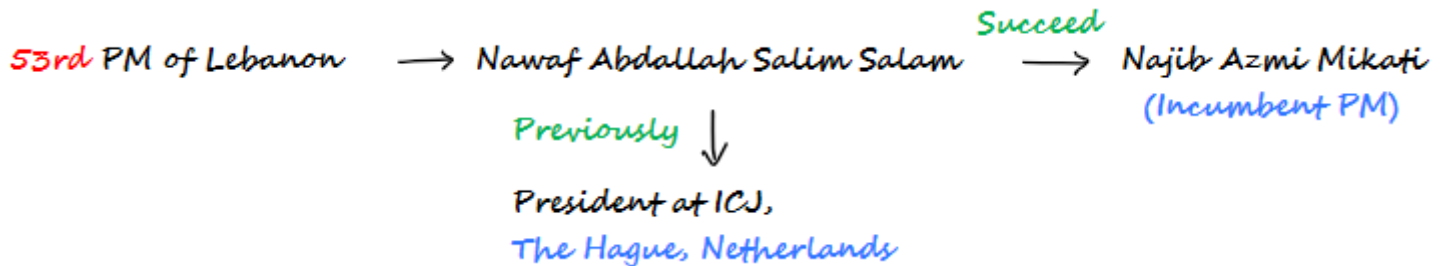 Succeed
53rd PM of Lebanon → Nawaf Abdallah Salim Salam → Najib Azmi Mikati
(Incumbent PM)
Previously
President at ICJ,
The Hague, Netherlands